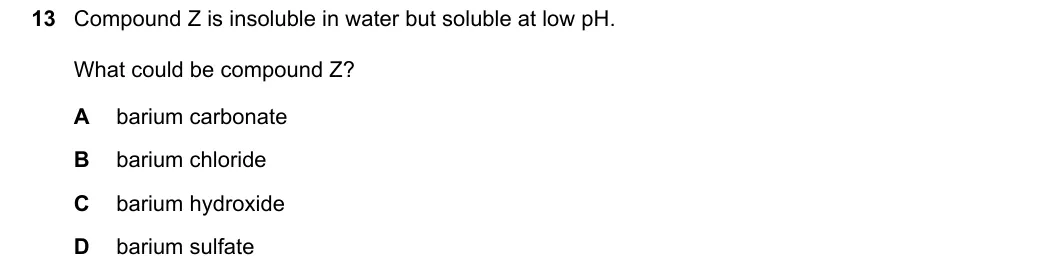 13 Compound Z is insoluble in water but soluble at low pH.
What could be compound Z?
A barium carbonate
B barium chloride
C barium hydroxide
D barium sulfate